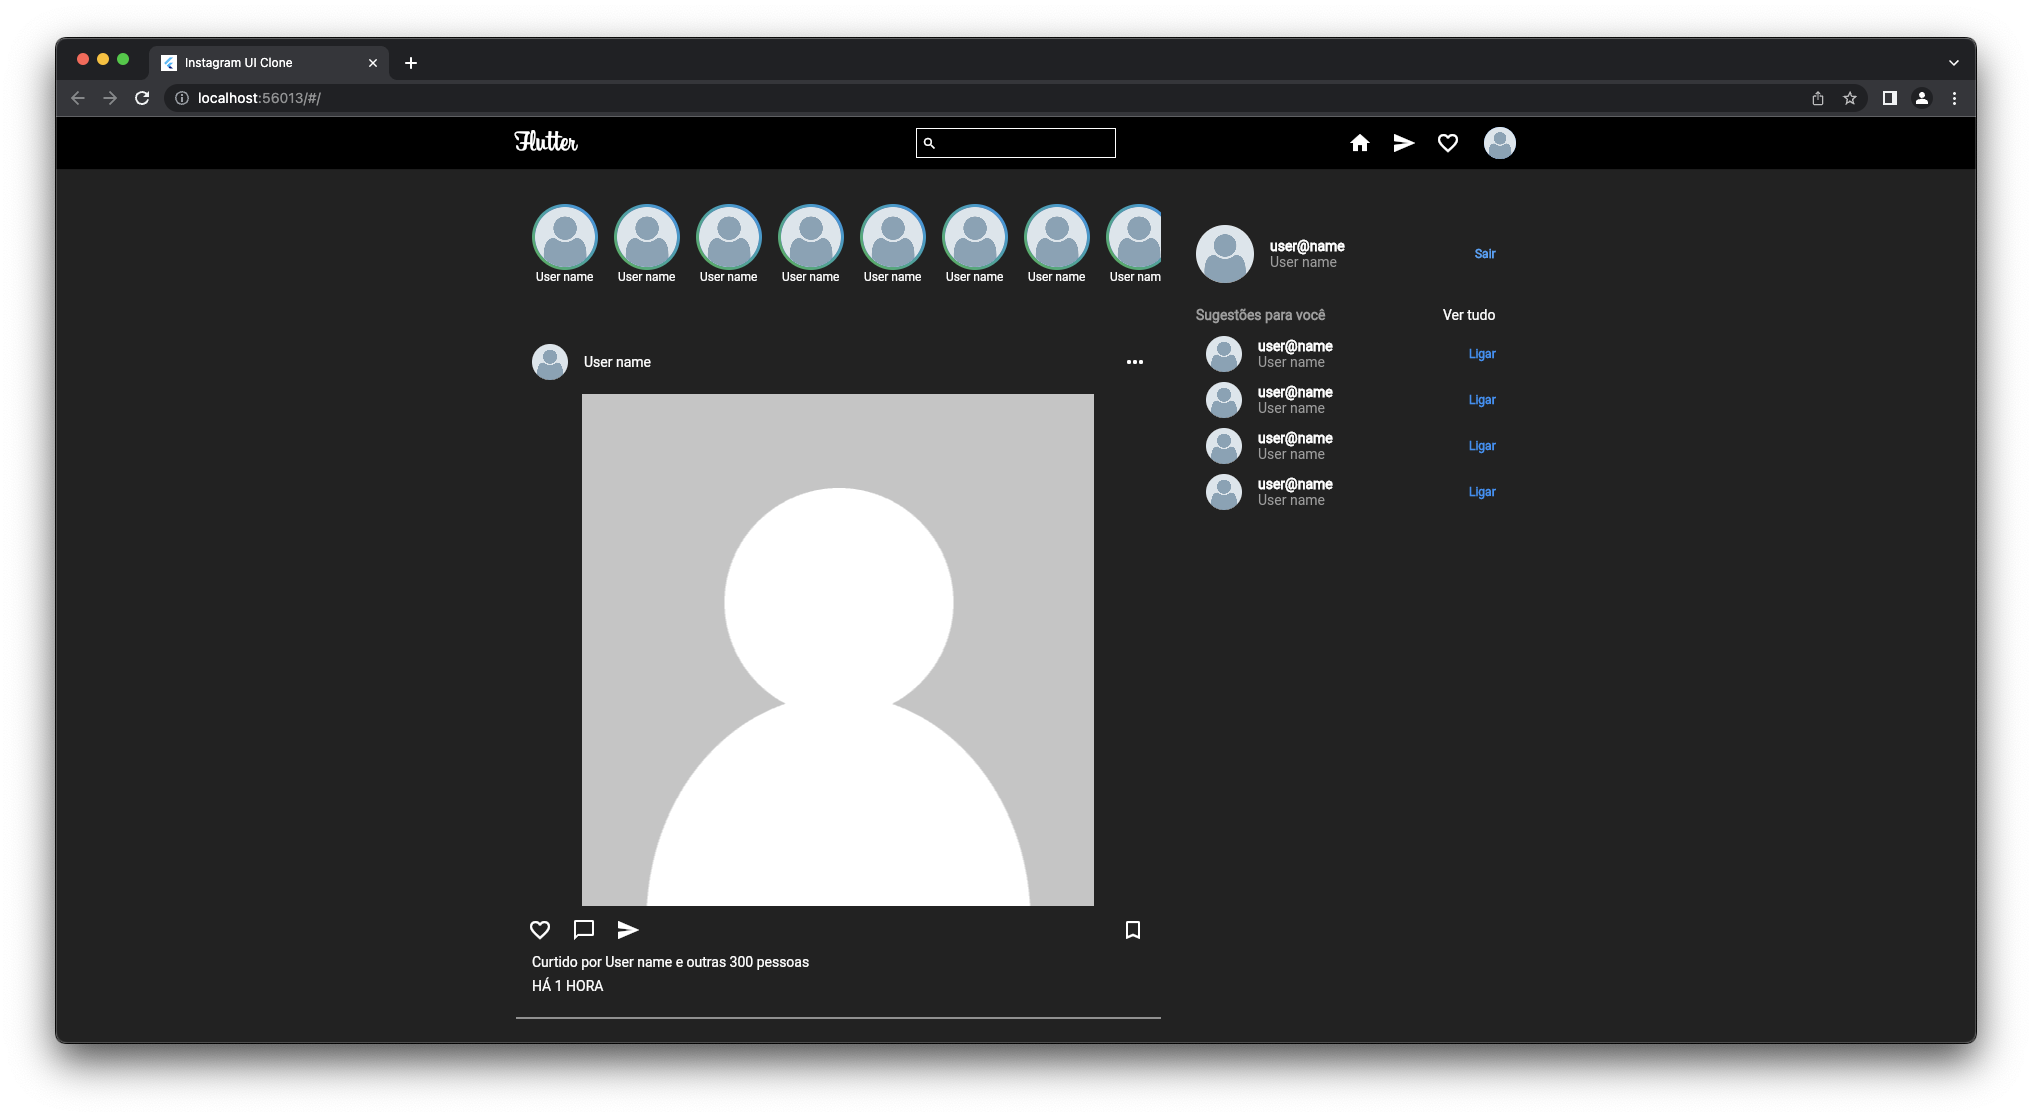 Instagram UI Clone
localhost:56013/#/
Flutter
User name User name User name User name User name User name User name User nam
user@name
User name
Sair
Sugestões para você Ver tudo
user@name
User name
Ligar
user@name
User name
Ligar
user@name
User name
Ligar
user@name
User name
Ligar
User name
Curtido por User name e outras 300 pessoas
HÁ 1 HORA